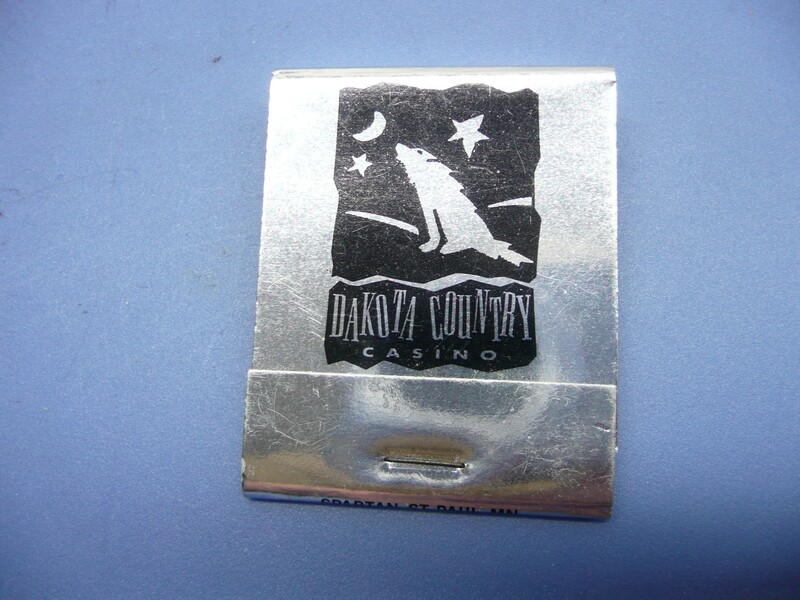 DAKOTA COUNTRY
CASINO
SPARTAN ST PAUL, MN